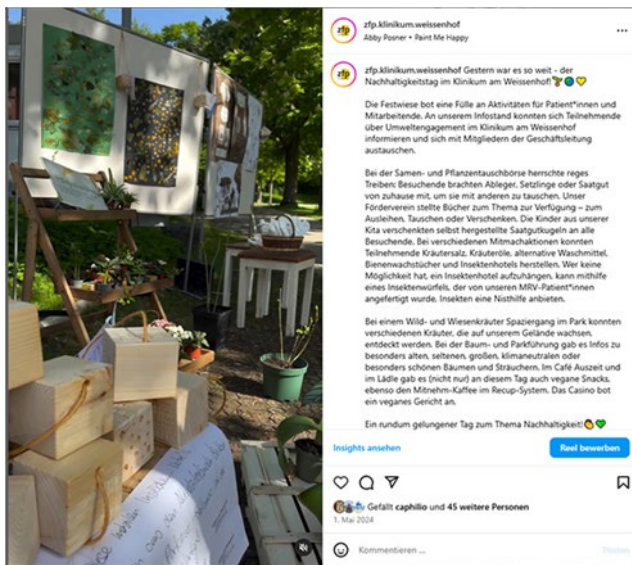 zfp.klinikum.weissenhof
Abby Posner • Paint Me Happy
zfp.klinikum.weissenhof Gestern war es so weit - der
Nachhaltigkeitstag im Klinikum am Weissenhof!
Die Festwiese bot eine Fülle an Aktivitäten für Patient*innen und
Mitarbeitende. An unserem Infostand konnten sich Teilnehmende
über Umweltengagement im Klinikum am Weissenhof
informieren und sich mit Mitgliedern der Geschäftsleitung
austauschen.
Bei der Samen- und Pflanzentauschbörse herrschte reges
Treiben: Besuchende brachten Ableger, Setzlinge oder Saatgut
von zuhause mit, um sie mit anderen zu tauschen. Unser
Förderverein stellte Bücher zum Thema zur Verfügung – zum
Ausleihen, Tauschen oder Verschenken. Die Kinder aus unserer
Kita verschenkten selbst hergestellte Saatgutkugeln an alle
Besuchende. Bei verschiedenen Mitmachaktionen konnten
Teilnehmende Kräutersalz, Kräuteröle, alternative Waschmittel,
Bienenwachstücher und Insektenhotels herstellen. Wer keine
Möglichkeit hat, ein Insektenhotel aufzuhängen, kann mithilfe
eines Insektenwürfels, der von unseren MRV-Patient*innen
angefertigt wurde, Insekten eine Nisthilfe anbieten.
Bei einem Wild- und Wiesenkräuter Spaziergang im Park konnten
verschiedenen Kräuter, die auf unserem Gelände wachsen,
entdeckt werden. Bei der Baum- und Parkführung gab es Infos zu
besonders alten, seltenen, großen, klimaneutralen oder
besonders schönen Bäumen und Sträuchern. Im Café Auszeit und
im Lädle gab es (nicht nur) an diesem Tag auch vegane Snacks,
ebenso den Mitnehm-Kaffee im Recup-System. Das Casino bot
ein veganes Gericht an.
Ein rundum gelungener Tag zum Thema Nachhaltigkeit!
Insights ansehen
Reel bewerben
Gefällt caphilio und 45 weitere Personen
1. Mai 2024
Kommentieren ...
Posten